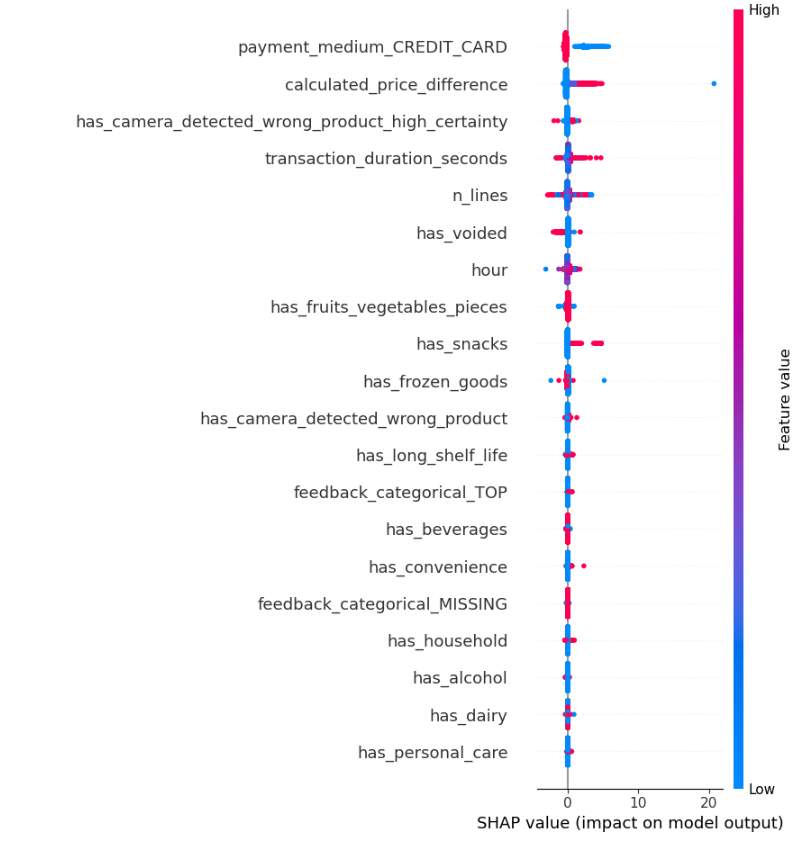 High
payment_medium_CREDIT_CARD
calculated_price_difference
has_camera_detected_wrong_product_high_certainty
transaction_duration_seconds
n_lines
has_voided
hour
has_fruits_vegetables_pieces
has_snacks
has_frozen_goods
has_camera_detected_wrong_product
has_long_shelf_life
feedback_categorical_TOP
has_beverages
has_convenience
feedback_categorical_MISSING
has_household
has_alcohol
has_dairy
has_personal_care
Feature value
Low
0 10 20
SHAP value (impact on model output)